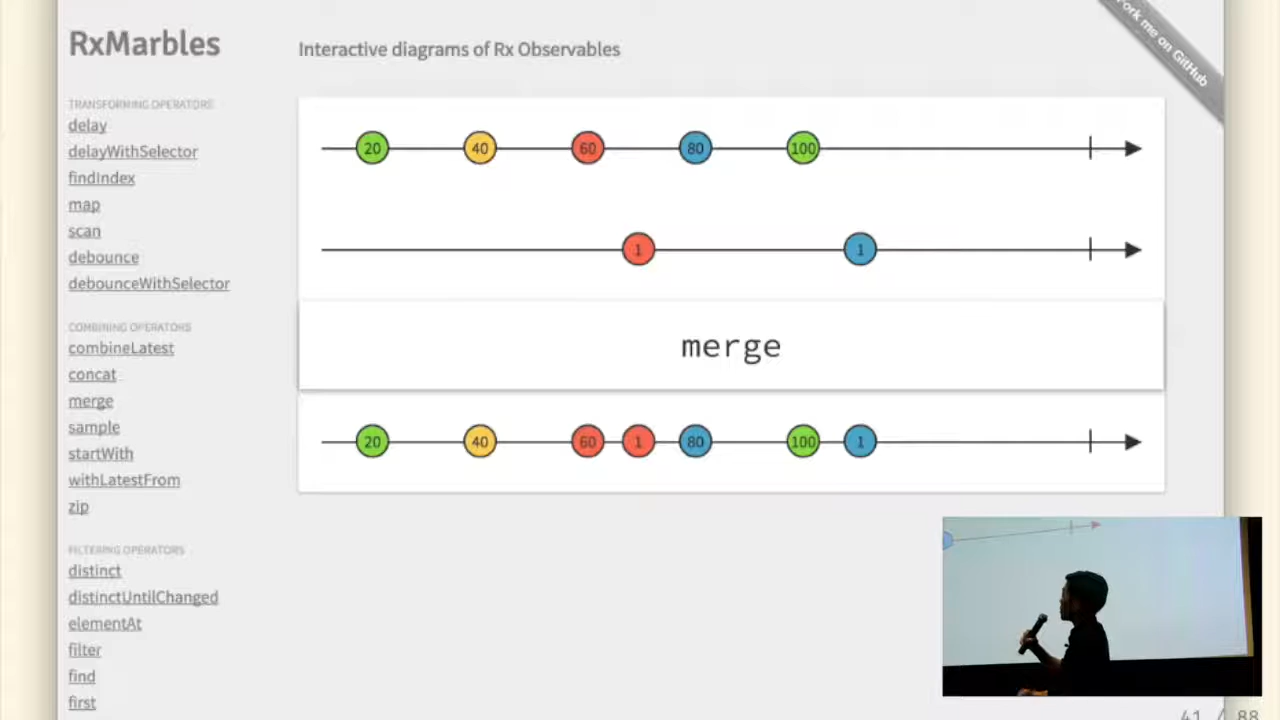 RxMarbles
Interactive diagrams of Rx Observables
Fork me on GitHub
TRANSFORMING OPERATORS
delay
delayWithSelector
findIndex
map
scan
debounce
debounceWithSelector
COMBINING OPERATORS
combineLatest
concat
merge
sample
startWith
withLatestFrom
zip
FILTERING OPERATORS
distinct
distinctUntilChanged
elementAt
filter
find
first
20 40 60 80 100
1 1
merge
20 40 60 1 80 100 1
41 / 88